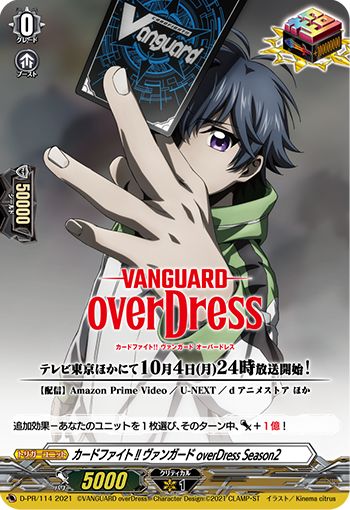 0
グレード
ブースト
Vanguard
50000
シールド
VANGUARD
overDress
カードファイト!! ヴァンガード オーバードレス
テレビ東京ほかにて10月4日(月)24時放送開始!
【配信】Amazon Prime Video / U-NEXT / dアニメストア ほか
追加効果－あなたのユニットを1枚選び、そのターン中、+1億!
トリガーユニット
カードファイト!! ヴァンガード overDress Season2
パワー
5000
クリティカル
1
D-PR/114 2021 ©VANGUARD overDress Character Design ©2021 CLAMP・ST イラスト/ Kinema citrus